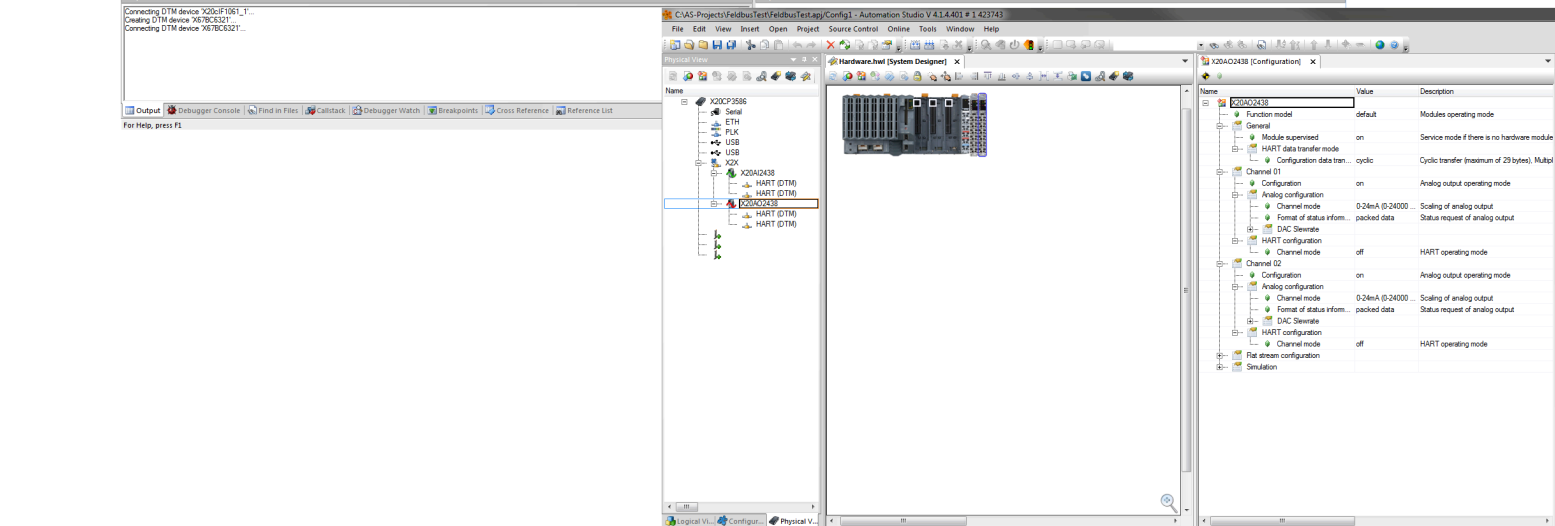 Connecting DTM device 'X20cIF1061_1'...
Creating DTM device 'X67BC6321'...
Connecting DTM device 'X67BC6321'...
Output Debugger Console Find in Files Callstack Debugger Watch Breakpoints Cross Reference Reference List
For Help, press F1
C:\AS-Projects\FeldbusTest\FeldbusTest.apj/Config1 - Automation Studio V 4.1.4.401 # 1 423743
File Edit View Insert Open Project Source Control Online Tools Window Help
Physical View
Name
X20CP3586
Serial
ETH
PLK
USB
USB
X2X
X20AI2438
HART (DTM)
HART (DTM)
X20AO2438
HART (DTM)
HART (DTM)
Logical Vi... Configur... Physical V...
Hardware.hwl [System Designer]
X20AO2438 [Configuration]
Name Value Description
X20AO2438
Function model default Modules operating mode
General
Module supervised on Service mode if there is no hardware module
HART data transfer mode
Configuration data tran... cyclic Cyclic transfer (maximum of 29 bytes), Multipl
Channel 01
Configuration on Analog output operating mode
Analog configuration
Channel mode 0-24mA (0-24000 ... Scaling of analog output
Format of status inform... packed data Status request of analog output
DAC Slewrate
HART configuration
Channel mode off HART operating mode
Channel 02
Configuration on Analog output operating mode
Analog configuration
Channel mode 0-24mA (0-24000 ... Scaling of analog output
Format of status inform... packed data Status request of analog output
DAC Slewrate
HART configuration
Channel mode off HART operating mode
Flat stream configuration
Simulation